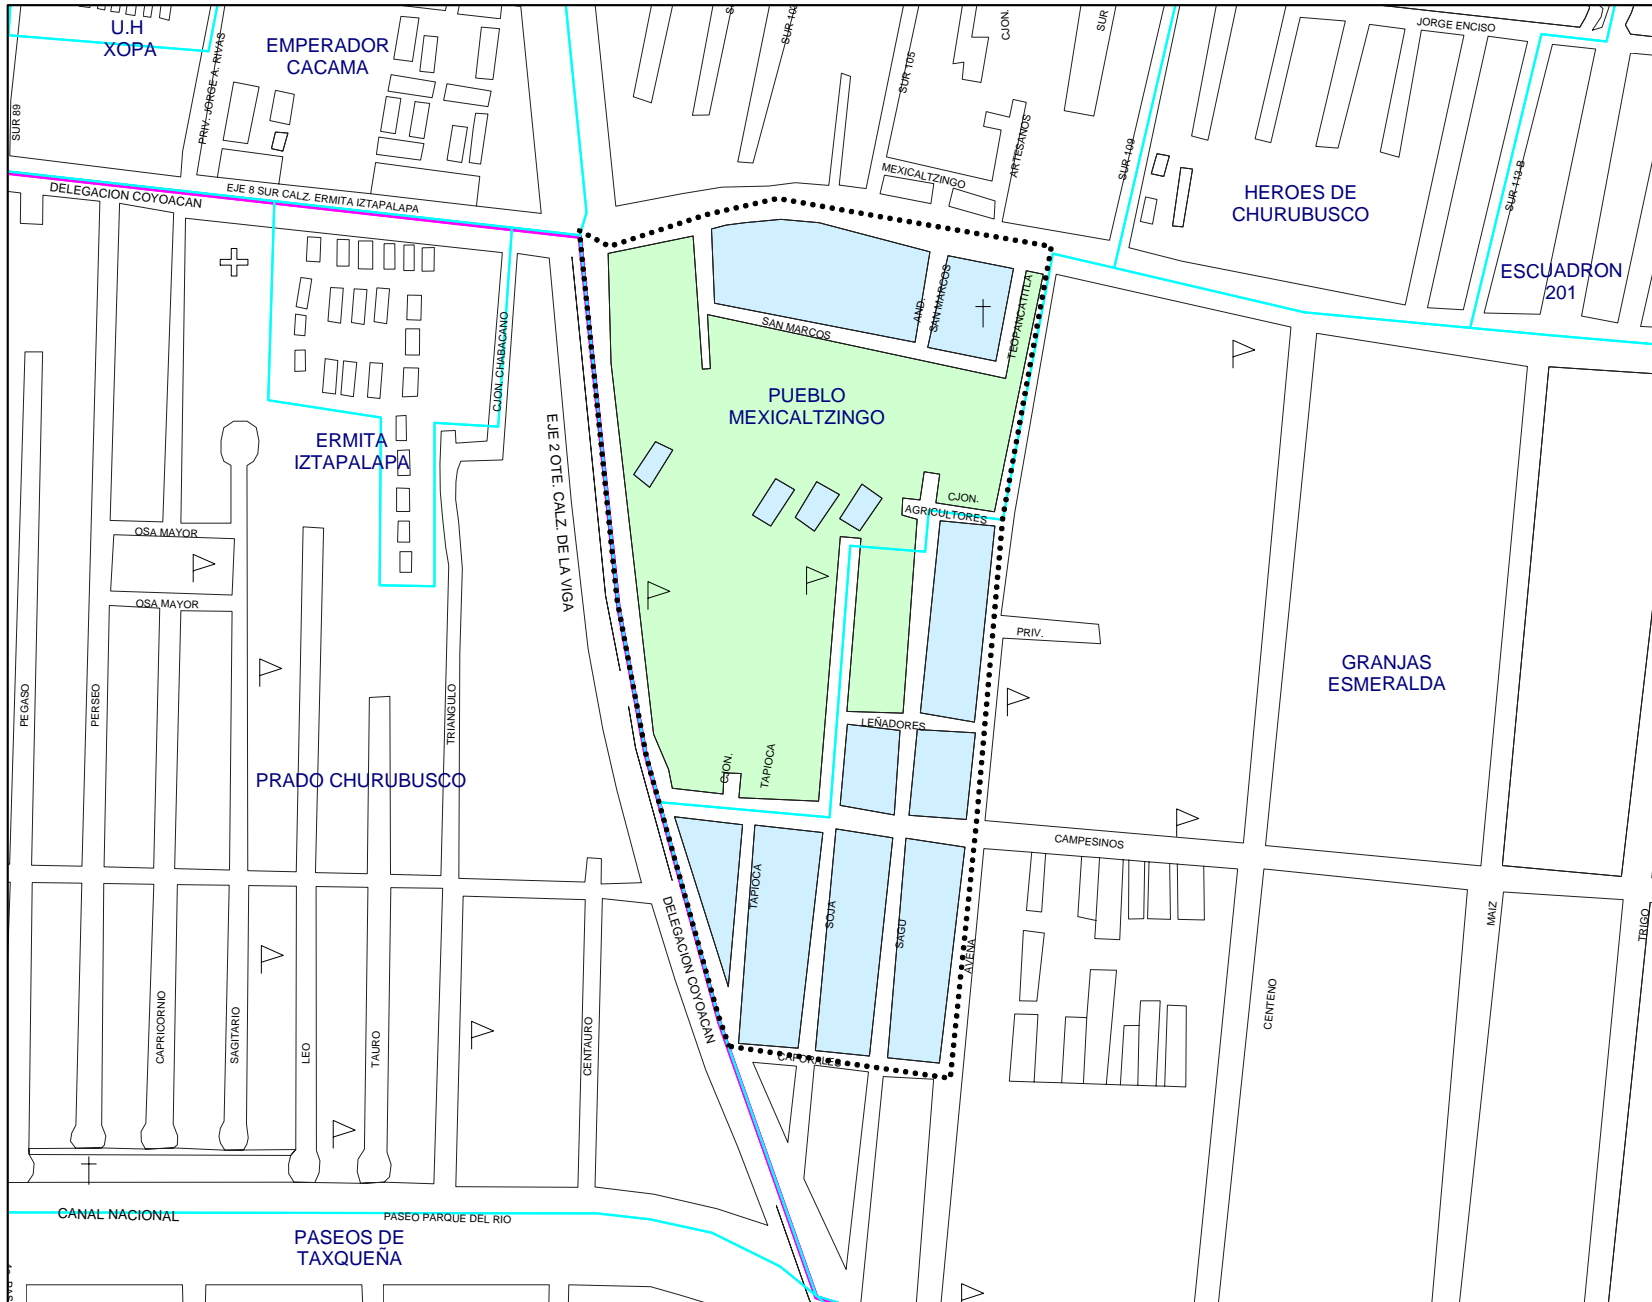 U.H
XOPA
EMPERADOR
CACAMA
PRIV. JORGE A. RIVAS
SUR 89
DELEGACION COYOACAN
EJE 8 SUR CALZ. ERMITA IZTAPALAPA
SUR 105
CJON.
SUR
ARTESANOS
MEXICALTZINGO
SUR 109
JORGE ENCISO
HEROES DE
CHURUBUSCO
SUR 113-B
ESCUADRON
201
AND.
SAN MARCOS
SAN MARCOS
TEOPANCATITLA
CJON. CHABACANO
PUEBLO
MEXICALTZINGO
ERMITA
IZTAPALAPA
EJE 2 OTE. CALZ. DE LA VIGA
CJON.
AGRICULTORES
OSA MAYOR
OSA MAYOR
PRIV.
GRANJAS
ESMERALDA
PEGASO
PERSEO
TRIANGULO
LEÑADORES
CJON.
TAPIOCA
PRADO CHURUBUSCO
CAMPESINOS
TAPIOCA
SOJA
SAGU
AVENA
MAIZ
TRIGO
DELEGACION COYOACAN
CAPRICORNIO
SAGITARIO
LEO
TAURO
CENTAURO
CENTENO
CAPORALES
CANAL NACIONAL
PASEO PARQUE DEL RIO
PASEOS DE
TAXQUEÑA